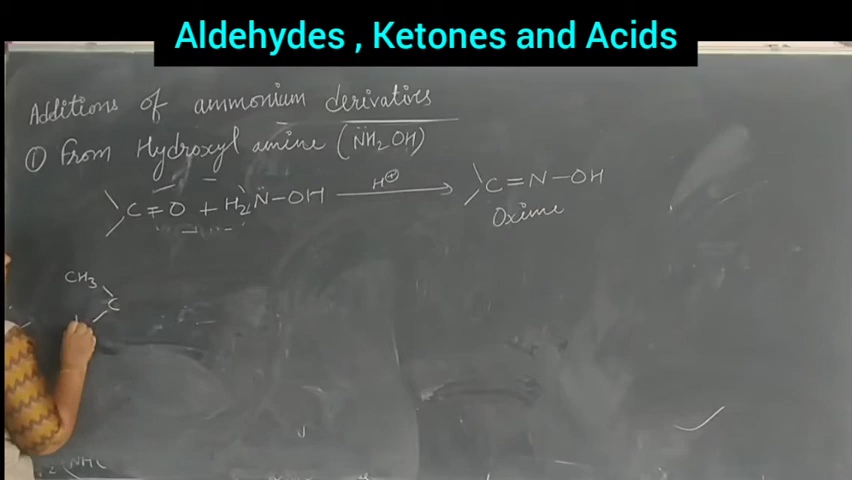 Aldehydes , Ketones and Acids
Additions of ammonium derivatives
① From Hydroxyl amine (NH₂OH)
C=O + H₂N-OH H⊕ → C=N-OH
Oxime
CH₃
C